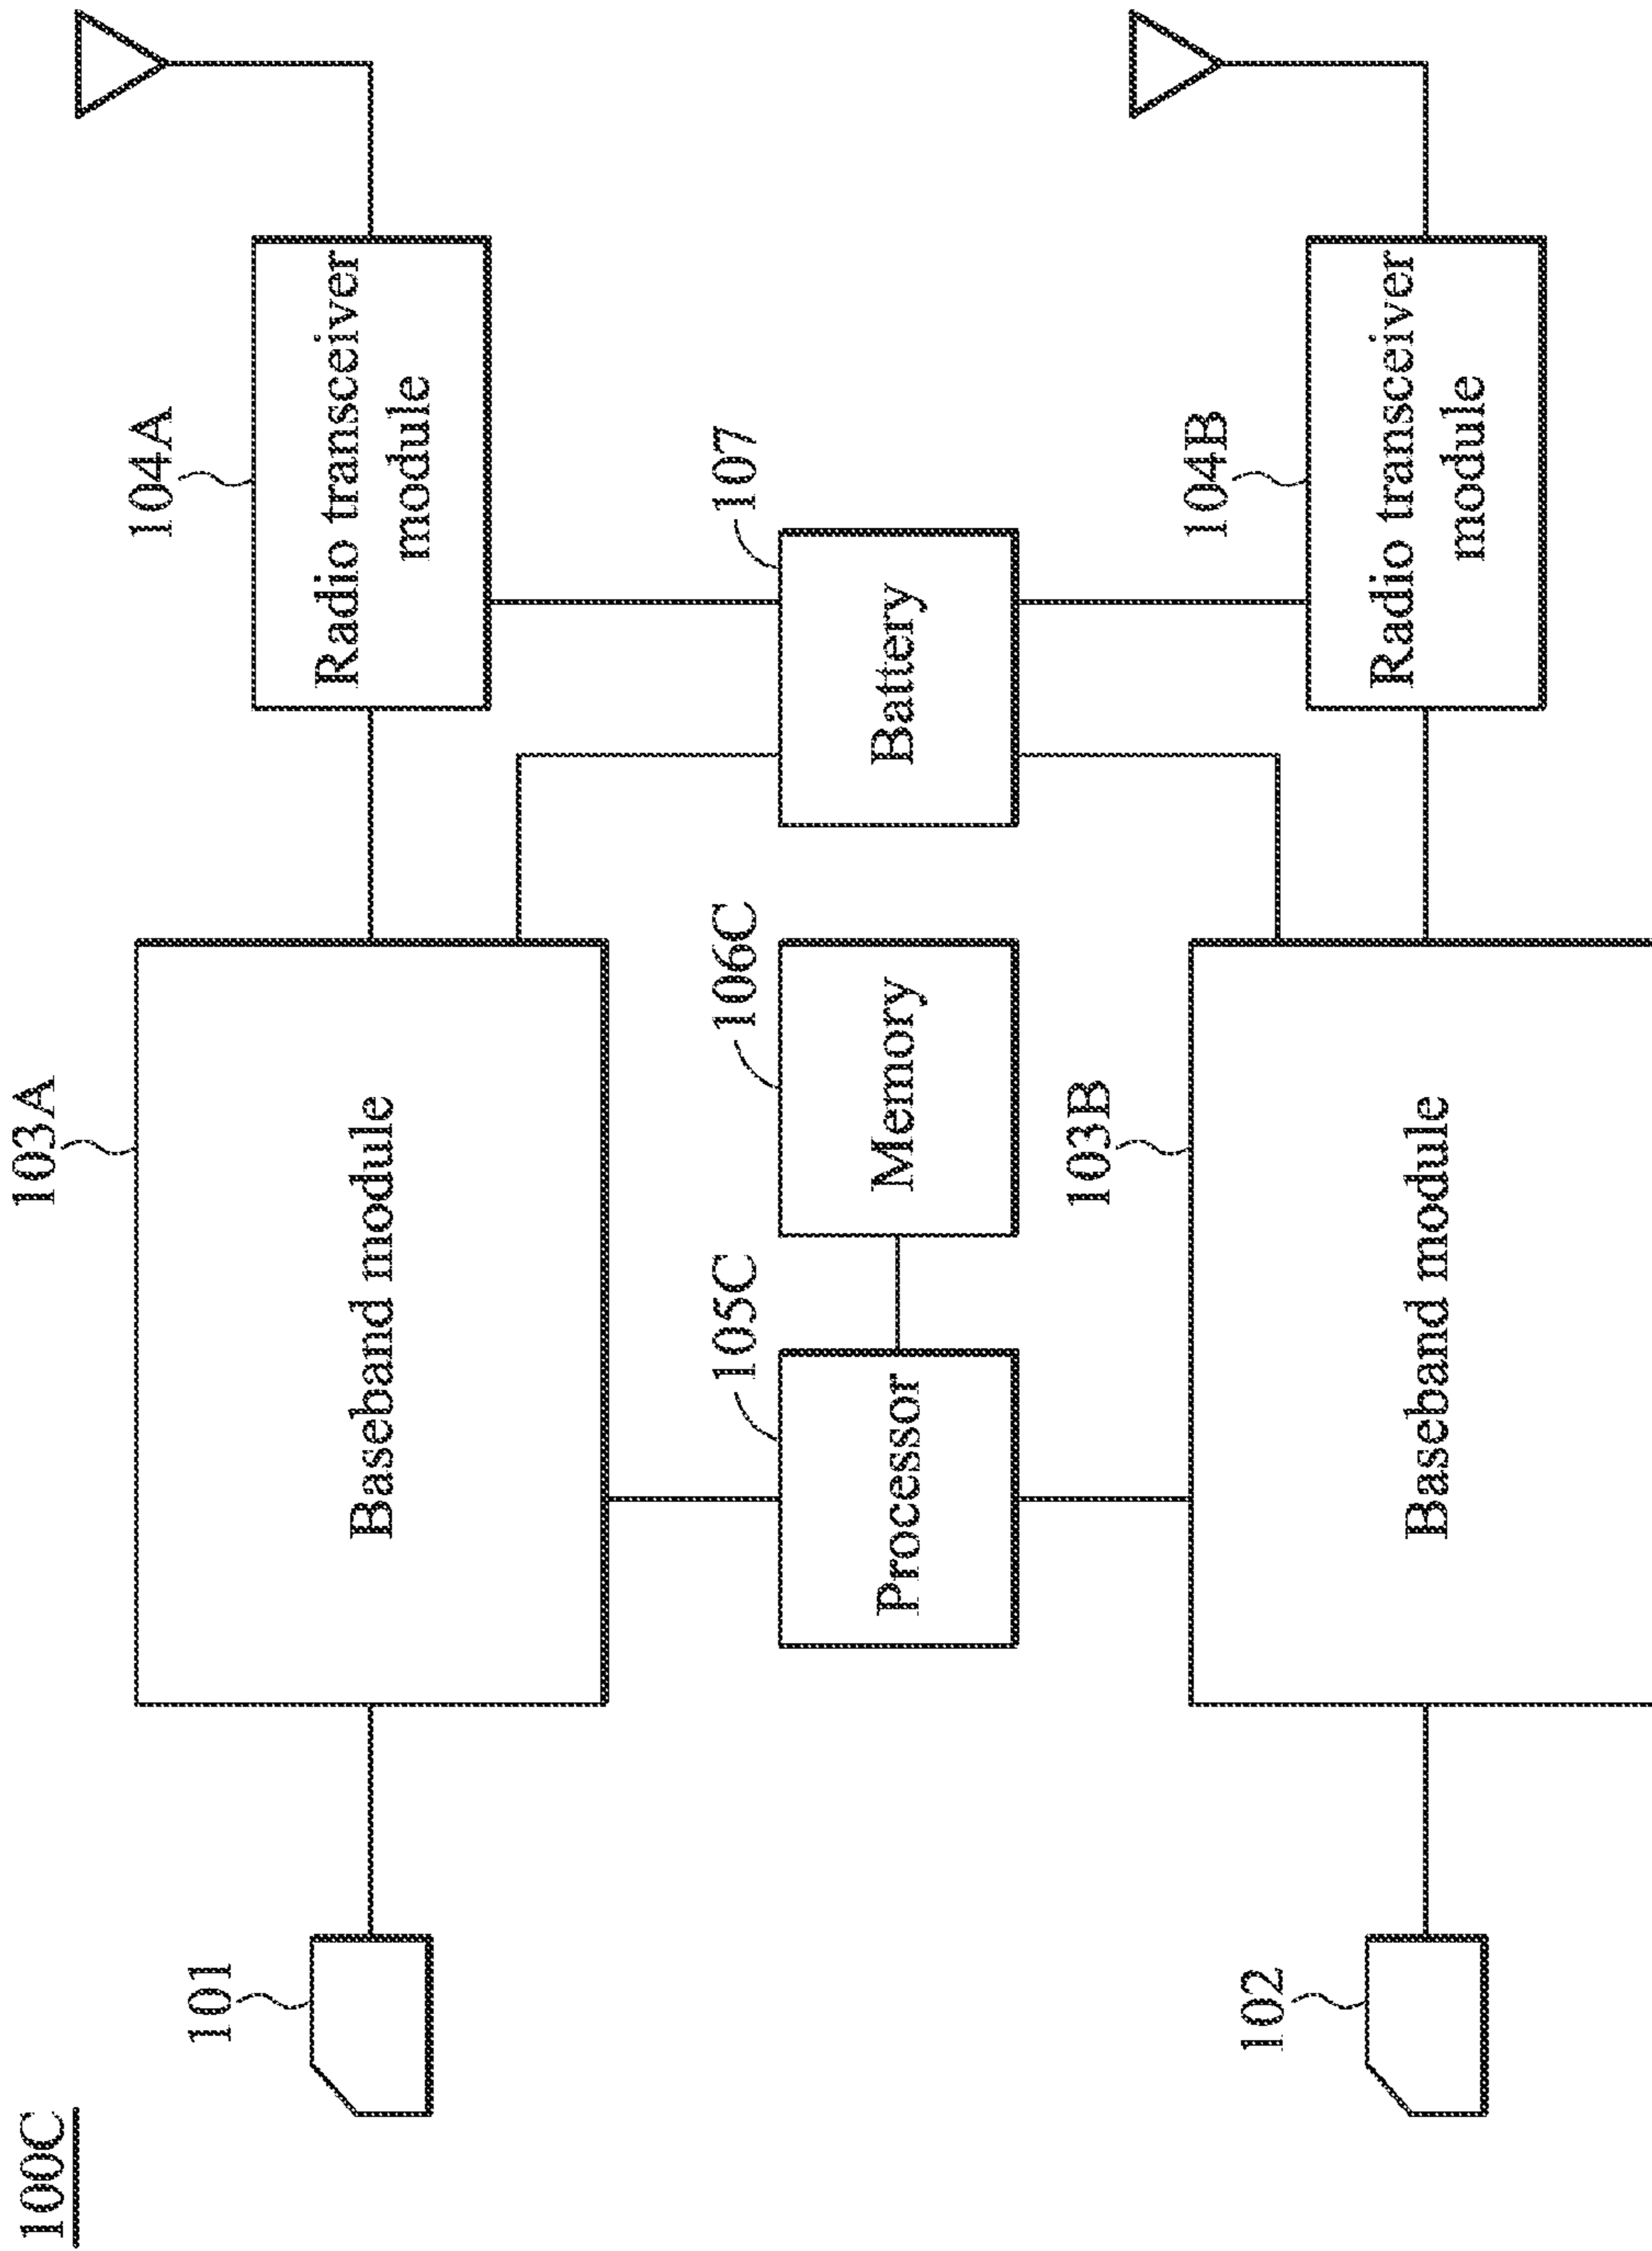 100C
101
103A
Baseband module
104A
Radio transceiver
module
105C
Processor
106C
Memory
107
Battery
102
103B
Baseband module
104B
Radio transceiver
module